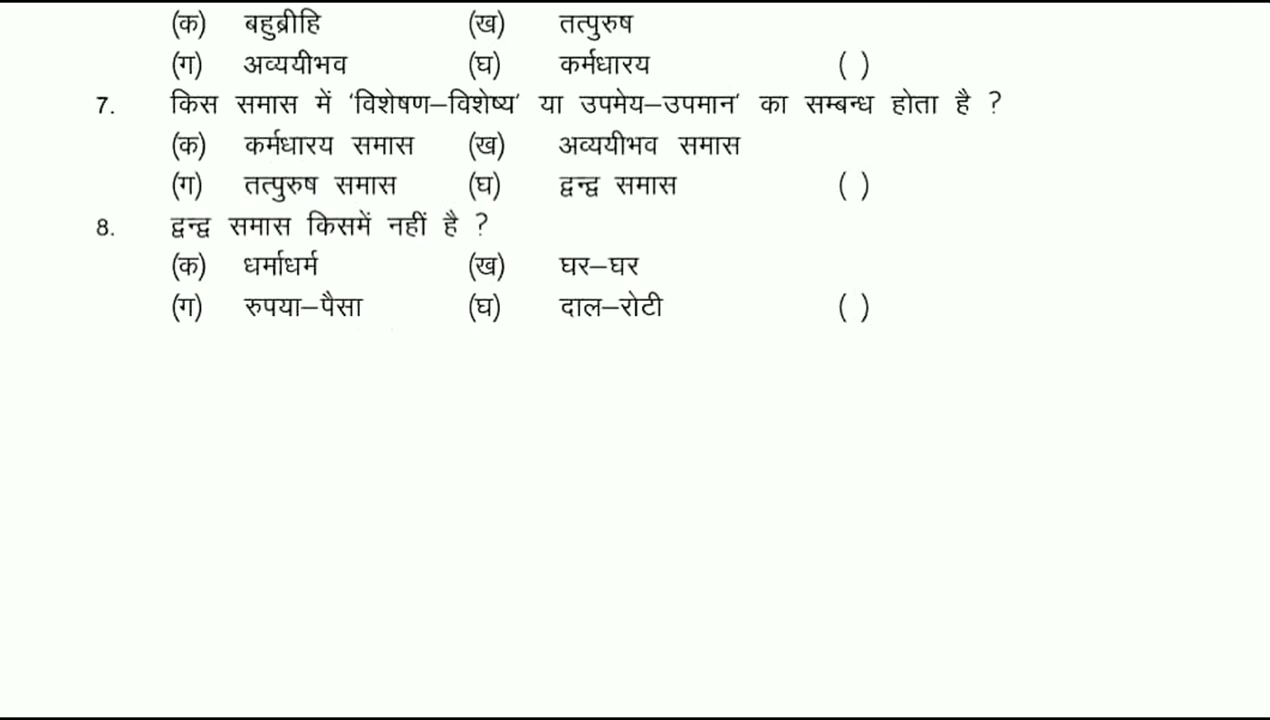 (क) बहुब्रीहि (ख) तत्पुरुष
(ग) अव्ययीभव (घ) कर्मधारय ( )
7. किस समास में 'विशेषण–विशेष्य' या उपमेय–उपमान' का सम्बन्ध होता है ?
(क) कर्मधारय समास (ख) अव्ययीभव समास
(ग) तत्पुरुष समास (घ) द्वन्द्व समास ( )
8. द्वन्द्व समास किसमें नहीं है ?
(क) धर्माधर्म (ख) घर–घर
(ग) रुपया–पैसा (घ) दाल–रोटी ( )